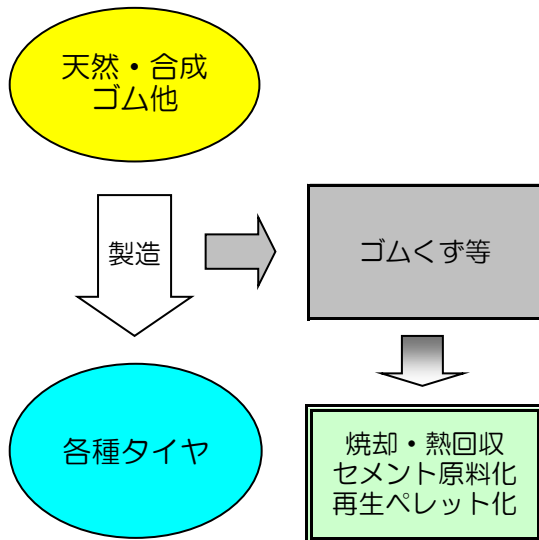 天然・合成
ゴム他
製造
ゴムくず等
各種タイヤ
焼却・熱回収
セメント原料化
再生ペレット化